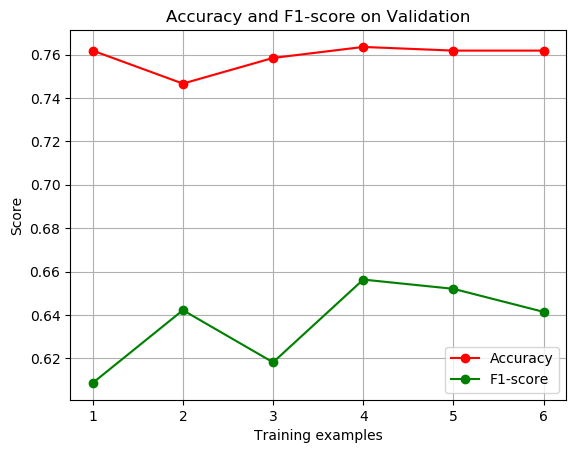 Accuracy and F1-score on Validation
0.76
0.74
0.72
0.70
0.68
0.66
0.64
0.62
Score
1 2 3 4 5 6
Training examples
Accuracy
F1-score